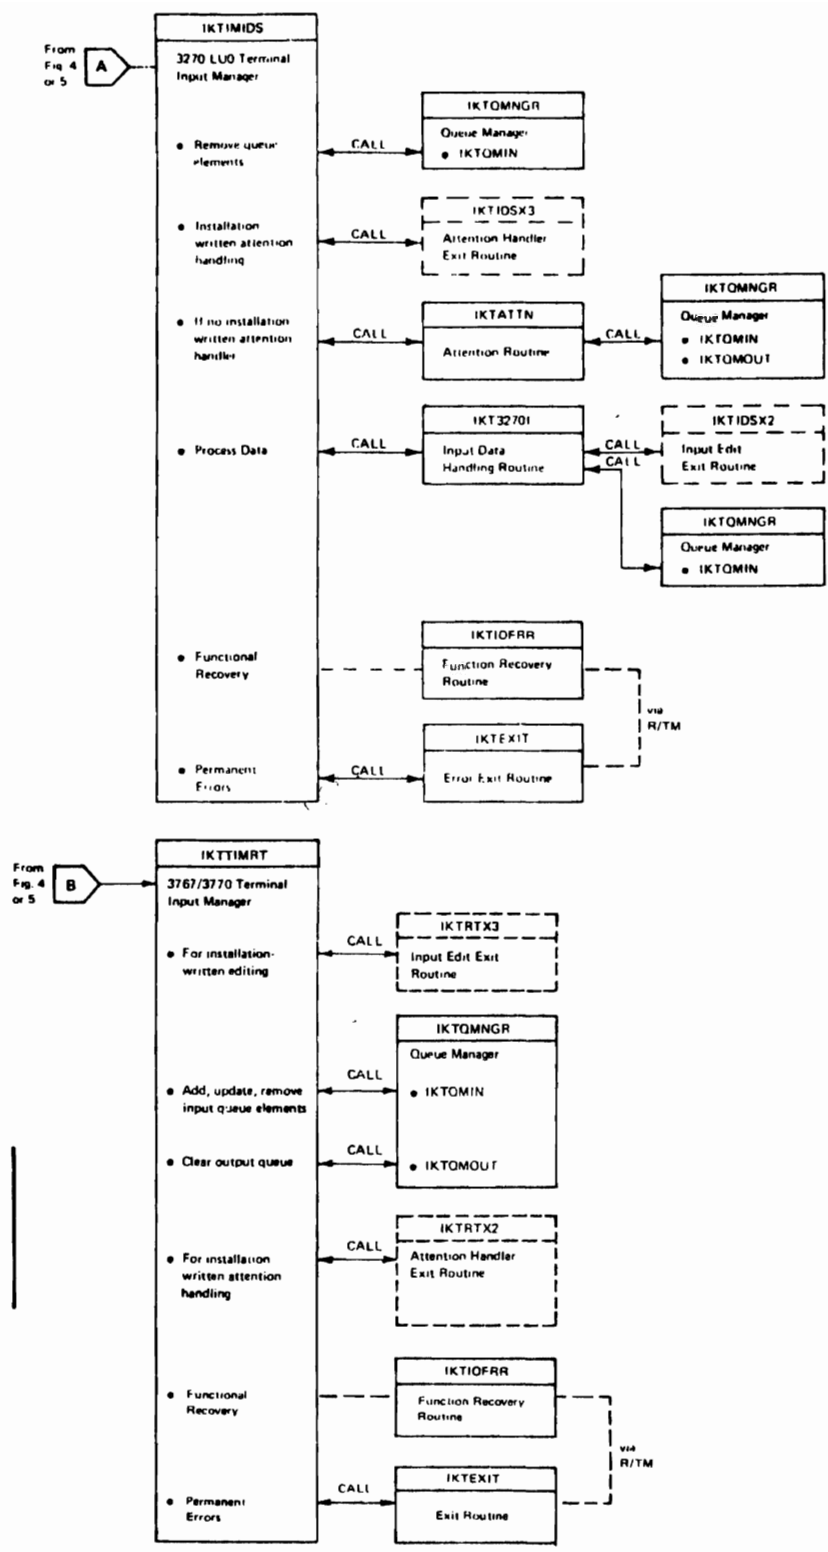 IKTIMIDS
From
Fig. 4
or 5
A
3270 LU0 Terminal
Input Manager
IKTQMNGR
Queue Manager
• IKTQMIN
• Remove queue
elements
CALL
IKTIDSX3
Attention Handler
Exit Routine
• Installation
written attention
handling
CALL
IKTQMNGR
Queue Manager
• IKTQMIN
• IKTQMOUT
IKTATTN
Attention Routine
• If no installation
written attention
handler
CALL
CALL
IKT3270I
Input Data
Handling Routine
• Process Data
CALL
CALL
CALL
IKTIDSX2
Input Edit
Exit Routine
IKTQMNGR
Queue Manager
• IKTQMIN
IKTIOFRR
Function Recovery
Routine
• Functional
Recovery
via
R/TM
IKTEXIT
Error Exit Routine
• Permanent
Errors
CALL
IKTTIMRT
From
Fig. 4
or 5
B
3767/3770 Terminal
Input Manager
IKTRTX3
Input Edit Exit
Routine
• For installation-
written editing
CALL
IKTQMNGR
Queue Manager
• Add, update, remove
input queue elements
CALL
• IKTQMIN
• Clear output queue
CALL
• IKTQMOUT
IKTRTX2
Attention Handler
Exit Routine
• For installation
written attention
handling
CALL
IKTIOFRR
Function Recovery
Routine
• Functional
Recovery
via
R/TM
IKTEXIT
Exit Routine
• Permanent
Errors
CALL